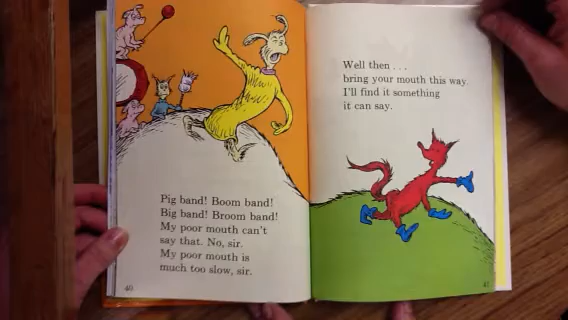 Pig band! Boom band!
Big band! Broom band!
My poor mouth can't
say that. No, sir.
My poor mouth is
much too slow, sir.
40
Well then . . .
bring your mouth this way.
I'll find it something
it can say.
41